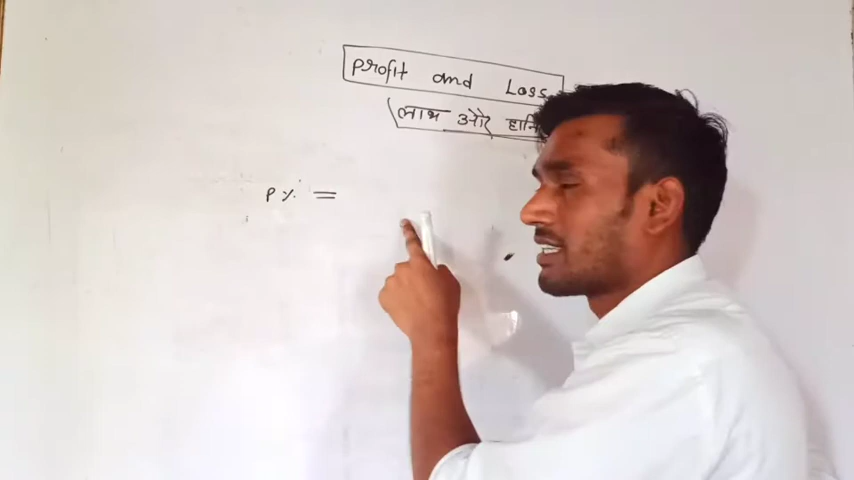 Profit and Loss
लाभ और हानि
P % =